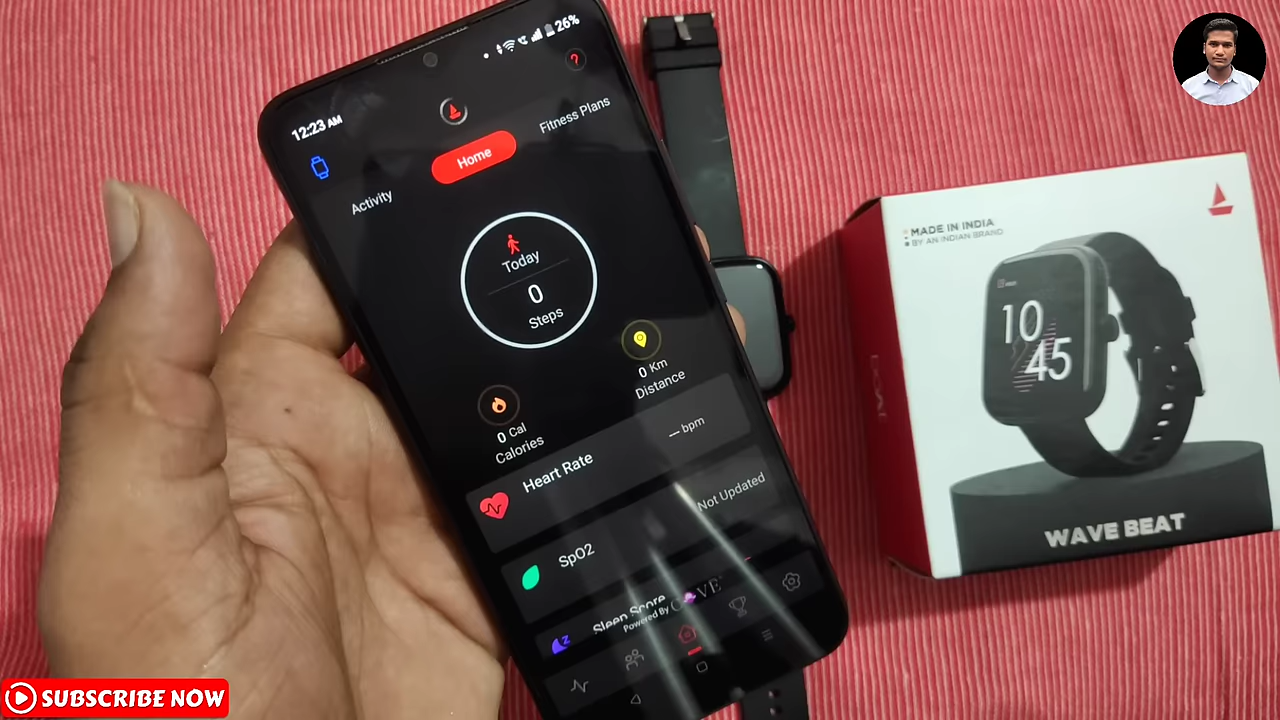 26%
12:23 AM
?
Activity
Home
Fitness Plans
Today
0
Steps
0 Cal
Calories
0 Km
Distance
Heart Rate
--- bpm
SpO2
Not Updated
Sleep Score
Powered By COVE
MADE IN INDIA
BY AN INDIAN BRAND
10
45
WAVE BEAT
SUBSCRIBE NOW